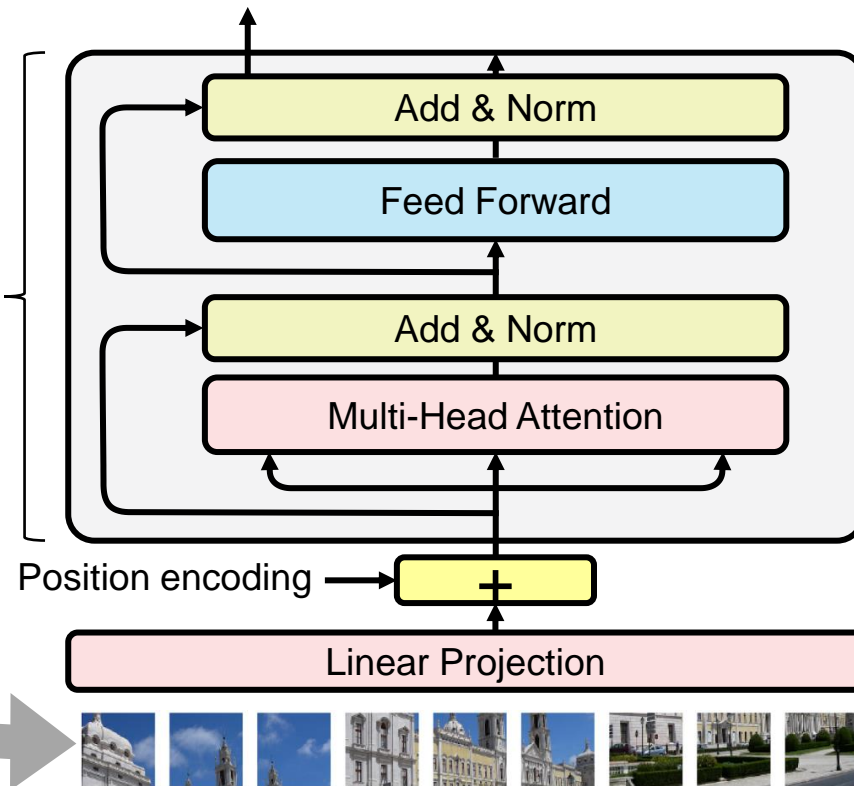 Add & Norm
Feed Forward
Add & Norm
Multi-Head Attention
Position encoding
+
Linear Projection